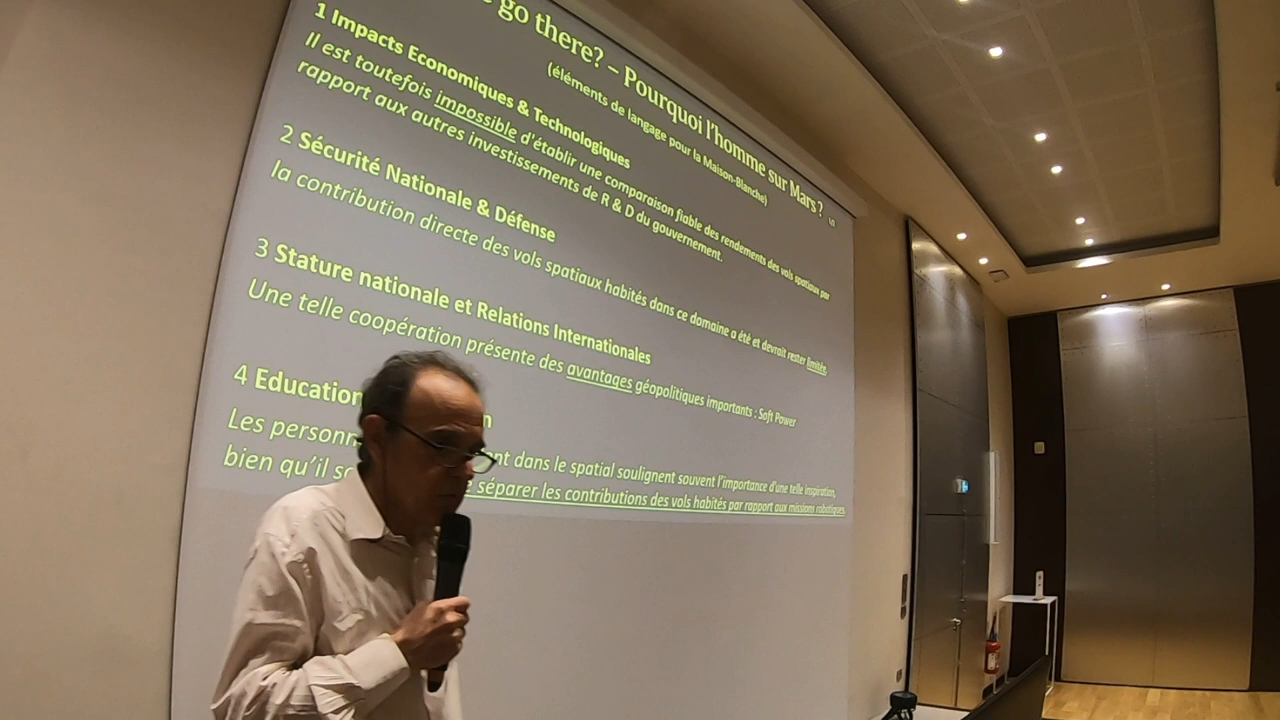 go there? – Pourquoi l'homme sur Mars ? 1/2
(éléments de langage pour la Maison-Blanche)
1 Impacts Economiques & Technologiques
Il est toutefois impossible d'établir une comparaison fiable des rendements des vols spatiaux par
rapport aux autres investissements de R & D du gouvernement.
2 Sécurité Nationale & Défense
la contribution directe des vols spatiaux habités dans ce domaine a été et devrait rester limitée.
3 Stature nationale et Relations Internationales
Une telle coopération présente des avantages géopolitiques importants : Soft Power
4 Education
Les dans le spatial soulignent souvent l'importance d'une telle inspiration,
bien qu'il séparer les contributions des vols habités par rapport aux missions robotiques.